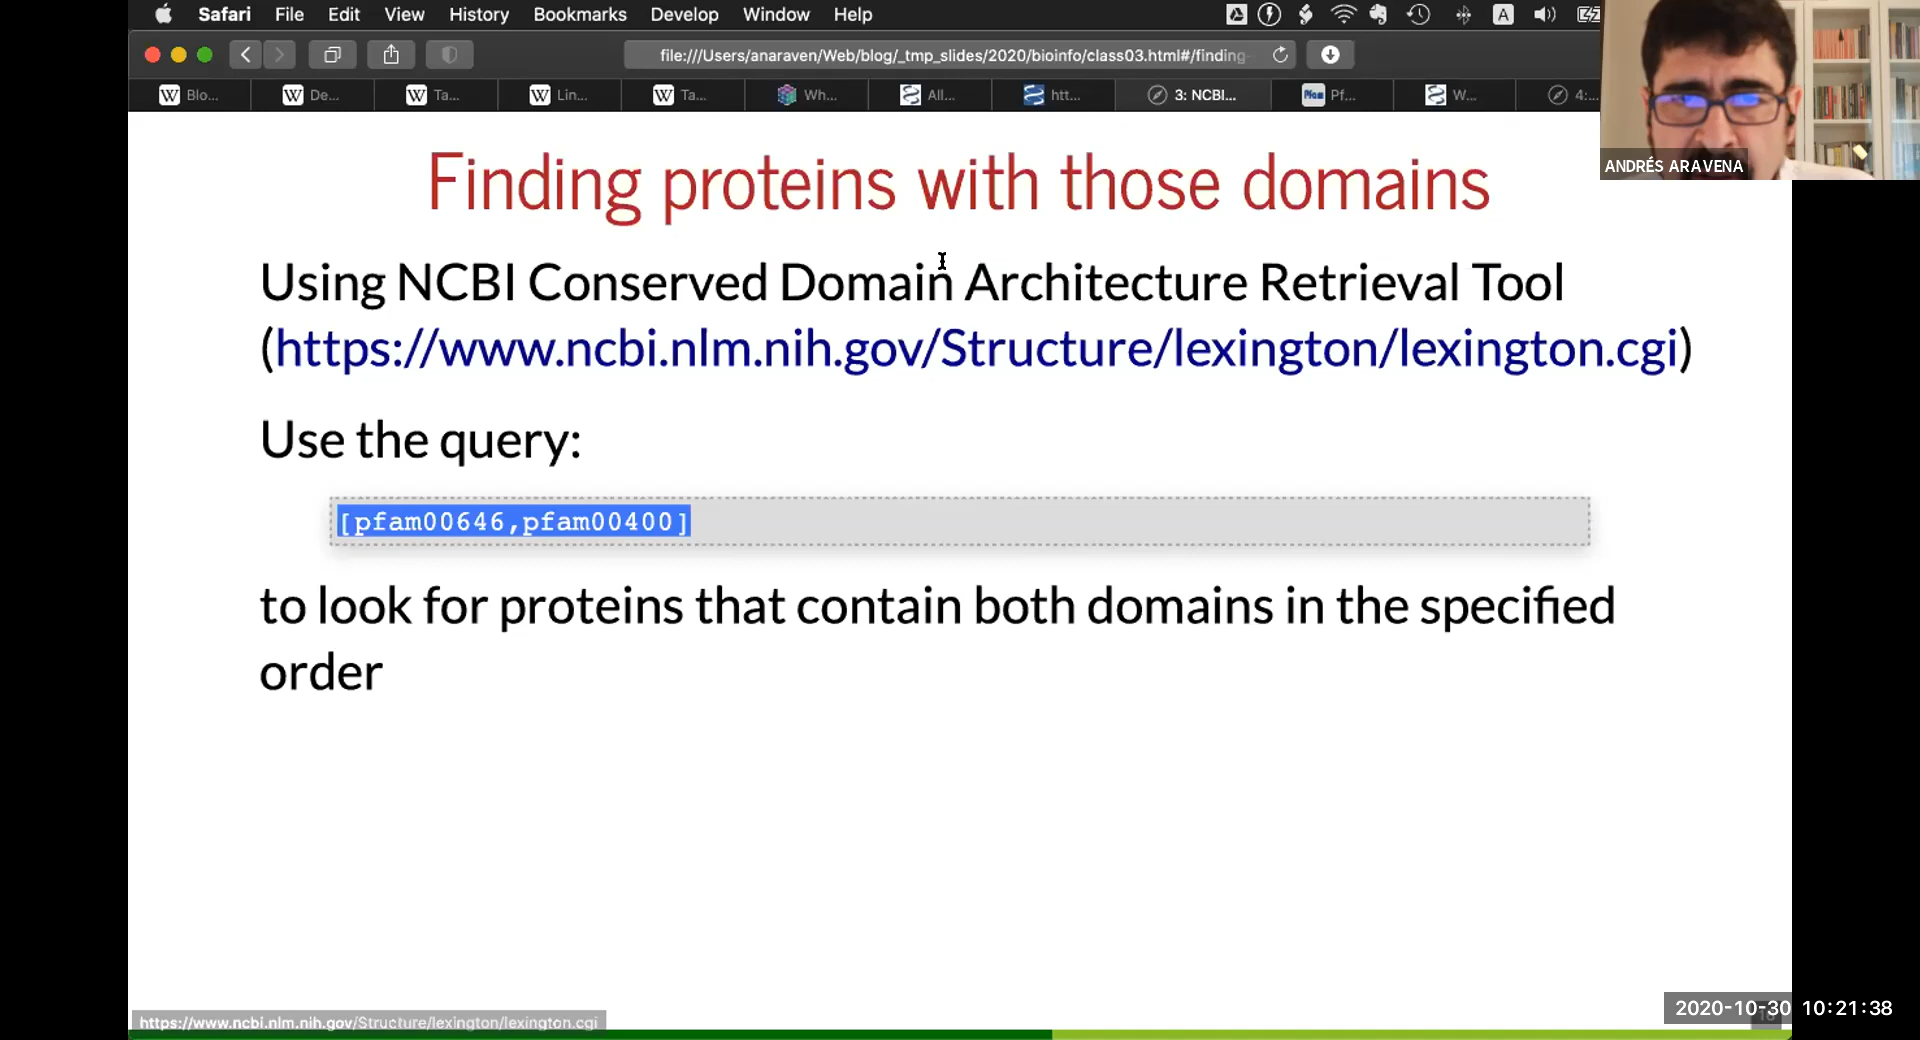 Safari File Edit View History Bookmarks Develop Window Help
A
file:///Users/anaraven/Web/blog/_tmp_slides/2020/bioinfo/class03.html#/finding-
W Blo... W De... W Ta... W Lin... W Ta... Wh... All... htt... 3: NCBI... Pfam Pf... W... 4:...
ANDRÉS ARAVENA
Finding proteins with those domains
Using NCBI Conserved Domain Architecture Retrieval Tool
(https://www.ncbi.nlm.nih.gov/Structure/lexington/lexington.cgi)
Use the query:
[pfam00646,pfam00400]
to look for proteins that contain both domains in the specified
order
https://www.ncbi.nlm.nih.gov/Structure/lexington/lexington.cgi
2020-10-30 10:21:38